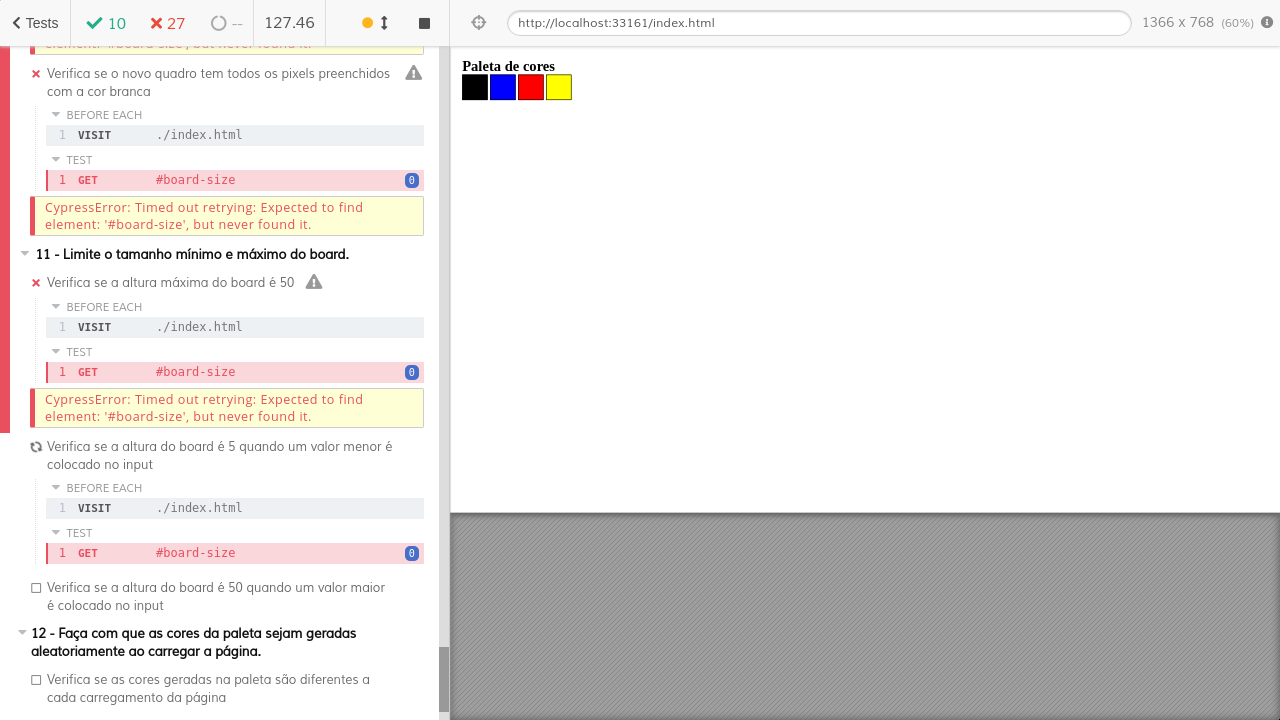 Tests
10
27
--
127.46
http://localhost:33161/index.html
1366 x 768 (60%)
element: '#board-size', but never found it.
Verifica se o novo quadro tem todos os pixels preenchidos
com a cor branca
BEFORE EACH
1 VISIT ./index.html
TEST
1 GET #board-size 0
CypressError: Timed out retrying: Expected to find
element: '#board-size', but never found it.
11 - Limite o tamanho mínimo e máximo do board.
Verifica se a altura máxima do board é 50
BEFORE EACH
1 VISIT ./index.html
TEST
1 GET #board-size 0
CypressError: Timed out retrying: Expected to find
element: '#board-size', but never found it.
Verifica se a altura do board é 5 quando um valor menor é
colocado no input
BEFORE EACH
1 VISIT ./index.html
TEST
1 GET #board-size 0
Verifica se a altura do board é 50 quando um valor maior
é colocado no input
12 - Faça com que as cores da paleta sejam geradas
aleatoriamente ao carregar a página.
Verifica se as cores geradas na paleta são diferentes a
cada carregamento da página
Paleta de cores